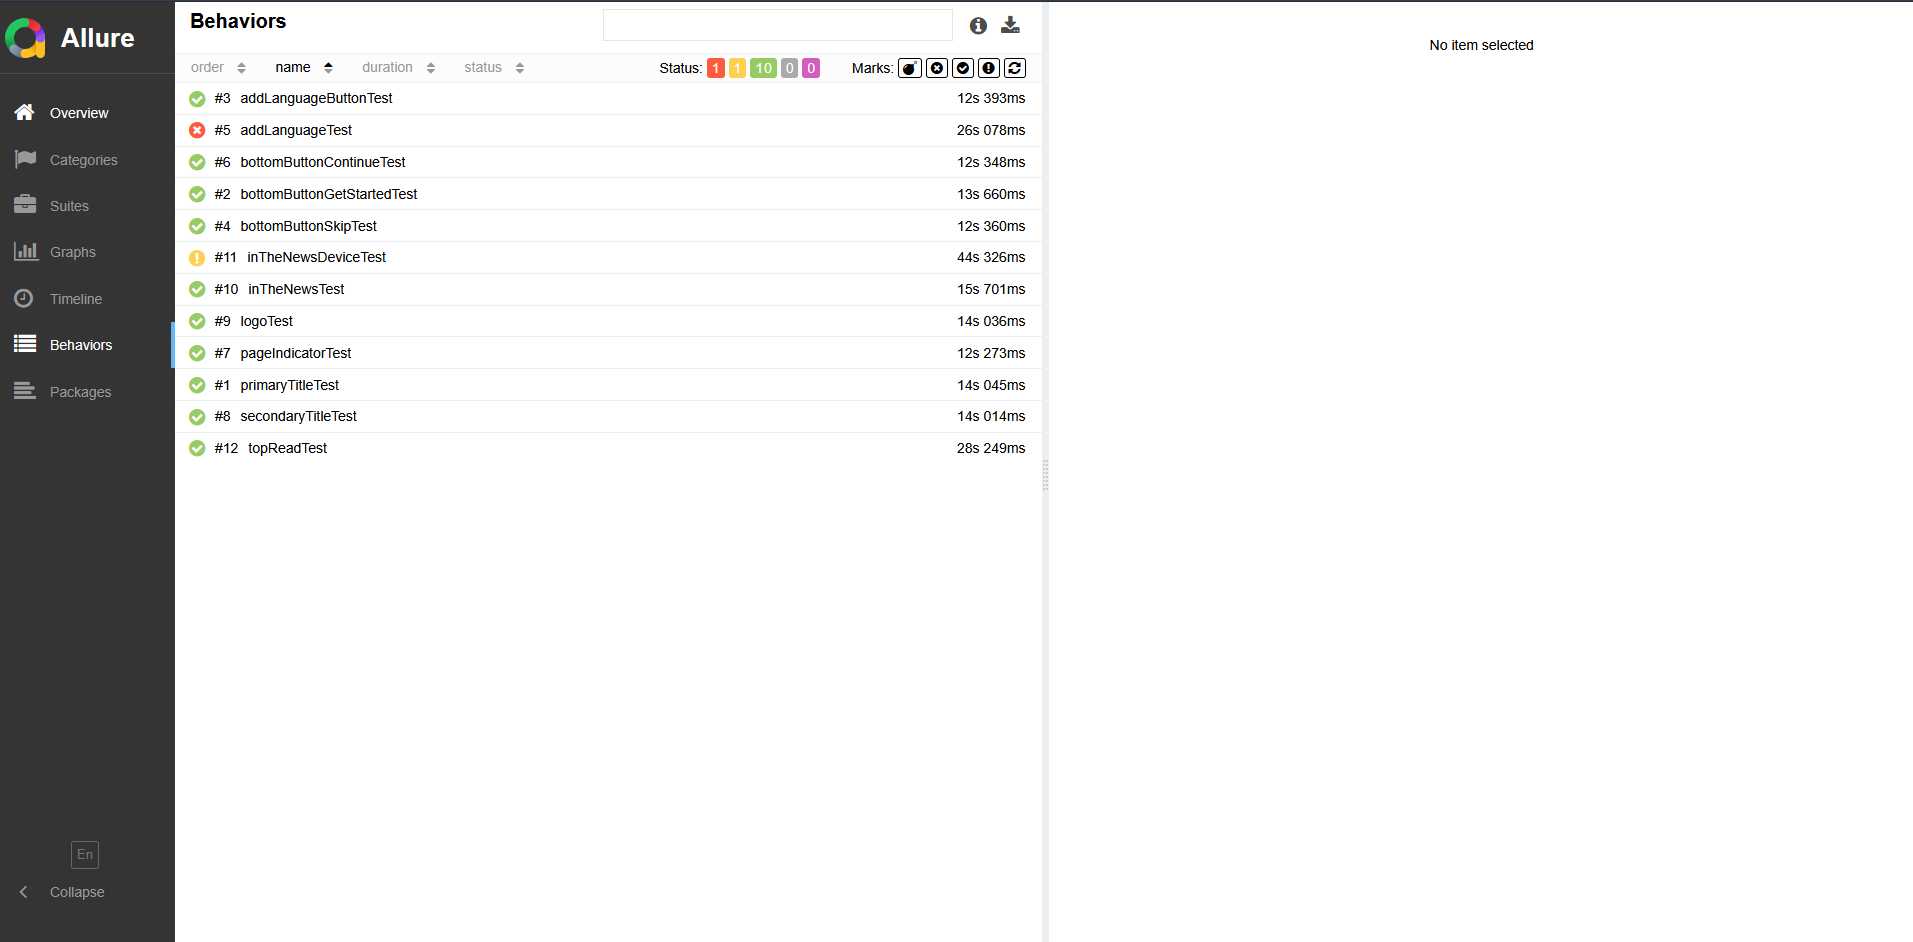 Allure
Overview
Categories
Suites
Graphs
Timeline
Behaviors
Packages
En
Collapse
Behaviors
order name duration status Status: 1 1 10 0 0 Marks:
#3 addLanguageButtonTest 12s 393ms
#5 addLanguageTest 26s 078ms
#6 bottomButtonContinueTest 12s 348ms
#2 bottomButtonGetStartedTest 13s 660ms
#4 bottomButtonSkipTest 12s 360ms
#11 inTheNewsDeviceTest 44s 326ms
#10 inTheNewsTest 15s 701ms
#9 logoTest 14s 036ms
#7 pageIndicatorTest 12s 273ms
#1 primaryTitleTest 14s 045ms
#8 secondaryTitleTest 14s 014ms
#12 topReadTest 28s 249ms
No item selected